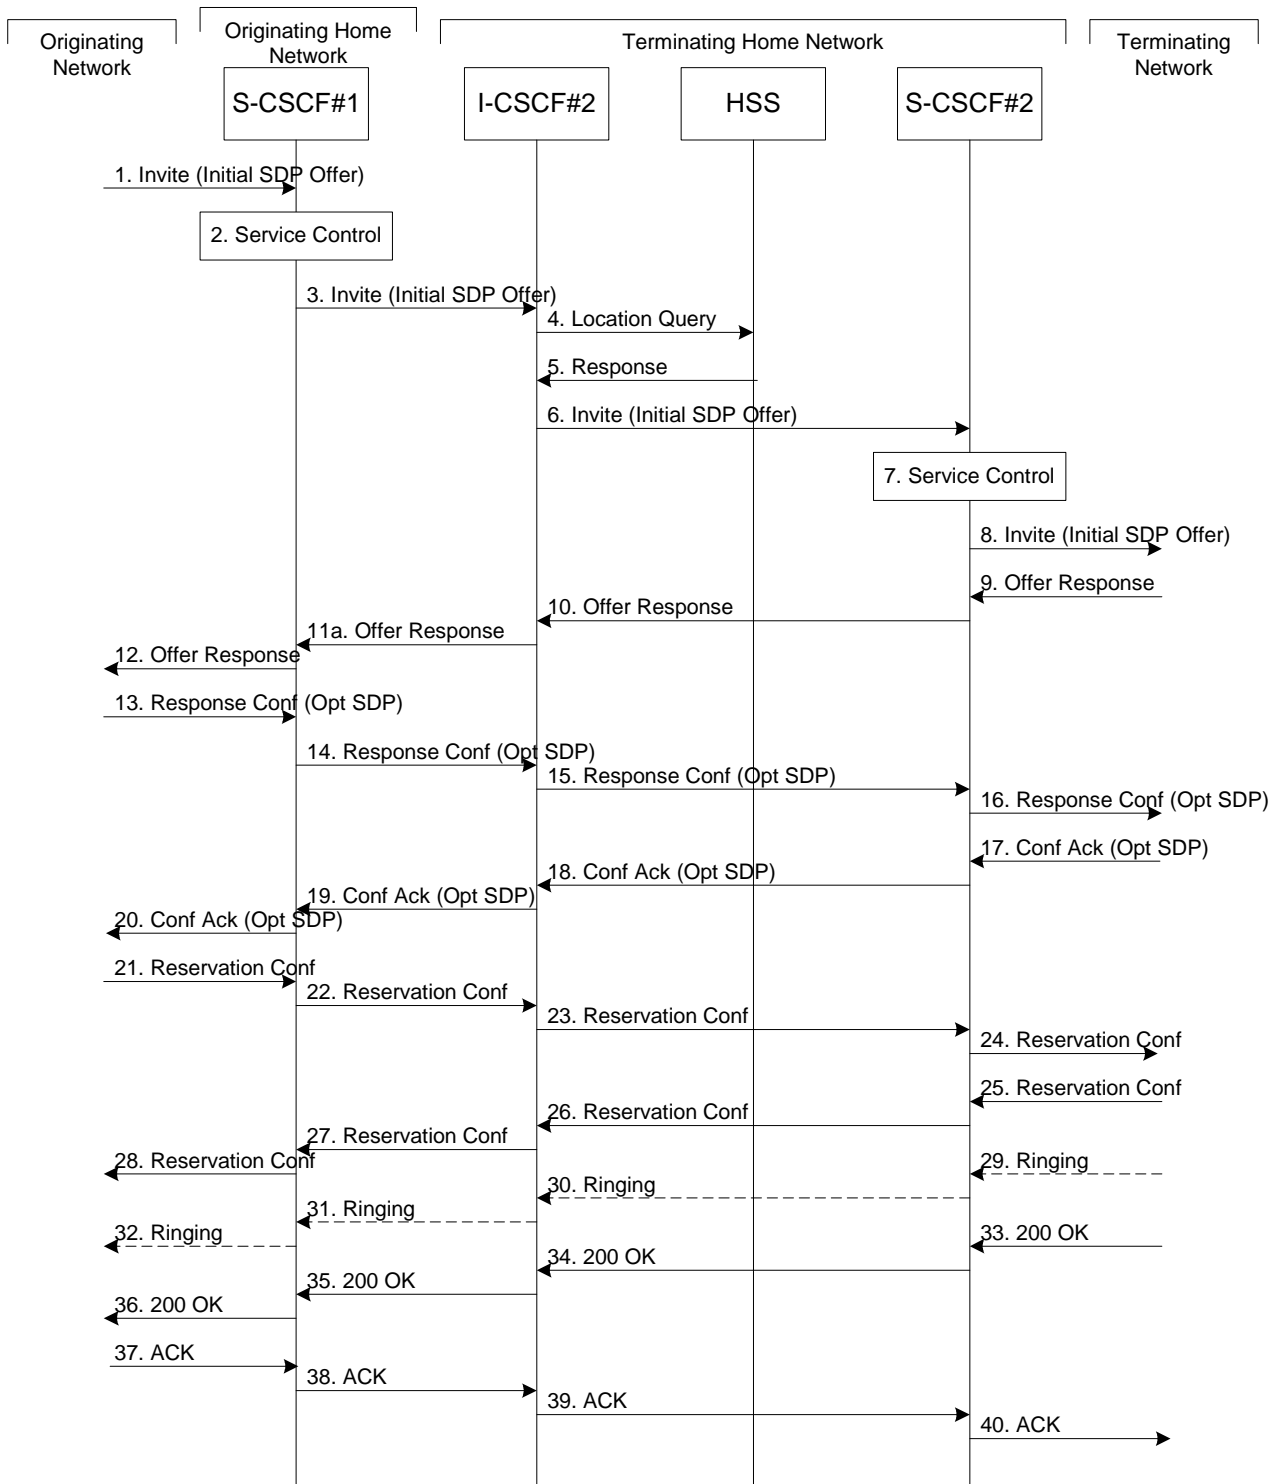 Originating
Network
Originating Home
Network
Terminating Home Network
Terminating
Network
S-CSCF#1
I-CSCF#2
HSS
S-CSCF#2
1. Invite (Initial SDP Offer)
2. Service Control
3. Invite (Initial SDP Offer)
4. Location Query
5. Response
6. Invite (Initial SDP Offer)
7. Service Control
8. Invite (Initial SDP Offer)
9. Offer Response
10. Offer Response
11a. Offer Response
12. Offer Response
13. Response Conf (Opt SDP)
14. Response Conf (Opt SDP)
15. Response Conf (Opt SDP)
16. Response Conf (Opt SDP)
17. Conf Ack (Opt SDP)
18. Conf Ack (Opt SDP)
19. Conf Ack (Opt SDP)
20. Conf Ack (Opt SDP)
21. Reservation Conf
22. Reservation Conf
23. Reservation Conf
24. Reservation Conf
25. Reservation Conf
26. Reservation Conf
27. Reservation Conf
28. Reservation Conf
29. Ringing
30. Ringing
31. Ringing
32. Ringing
33. 200 OK
34. 200 OK
35. 200 OK
36. 200 OK
37. ACK
38. ACK
39. ACK
40. ACK